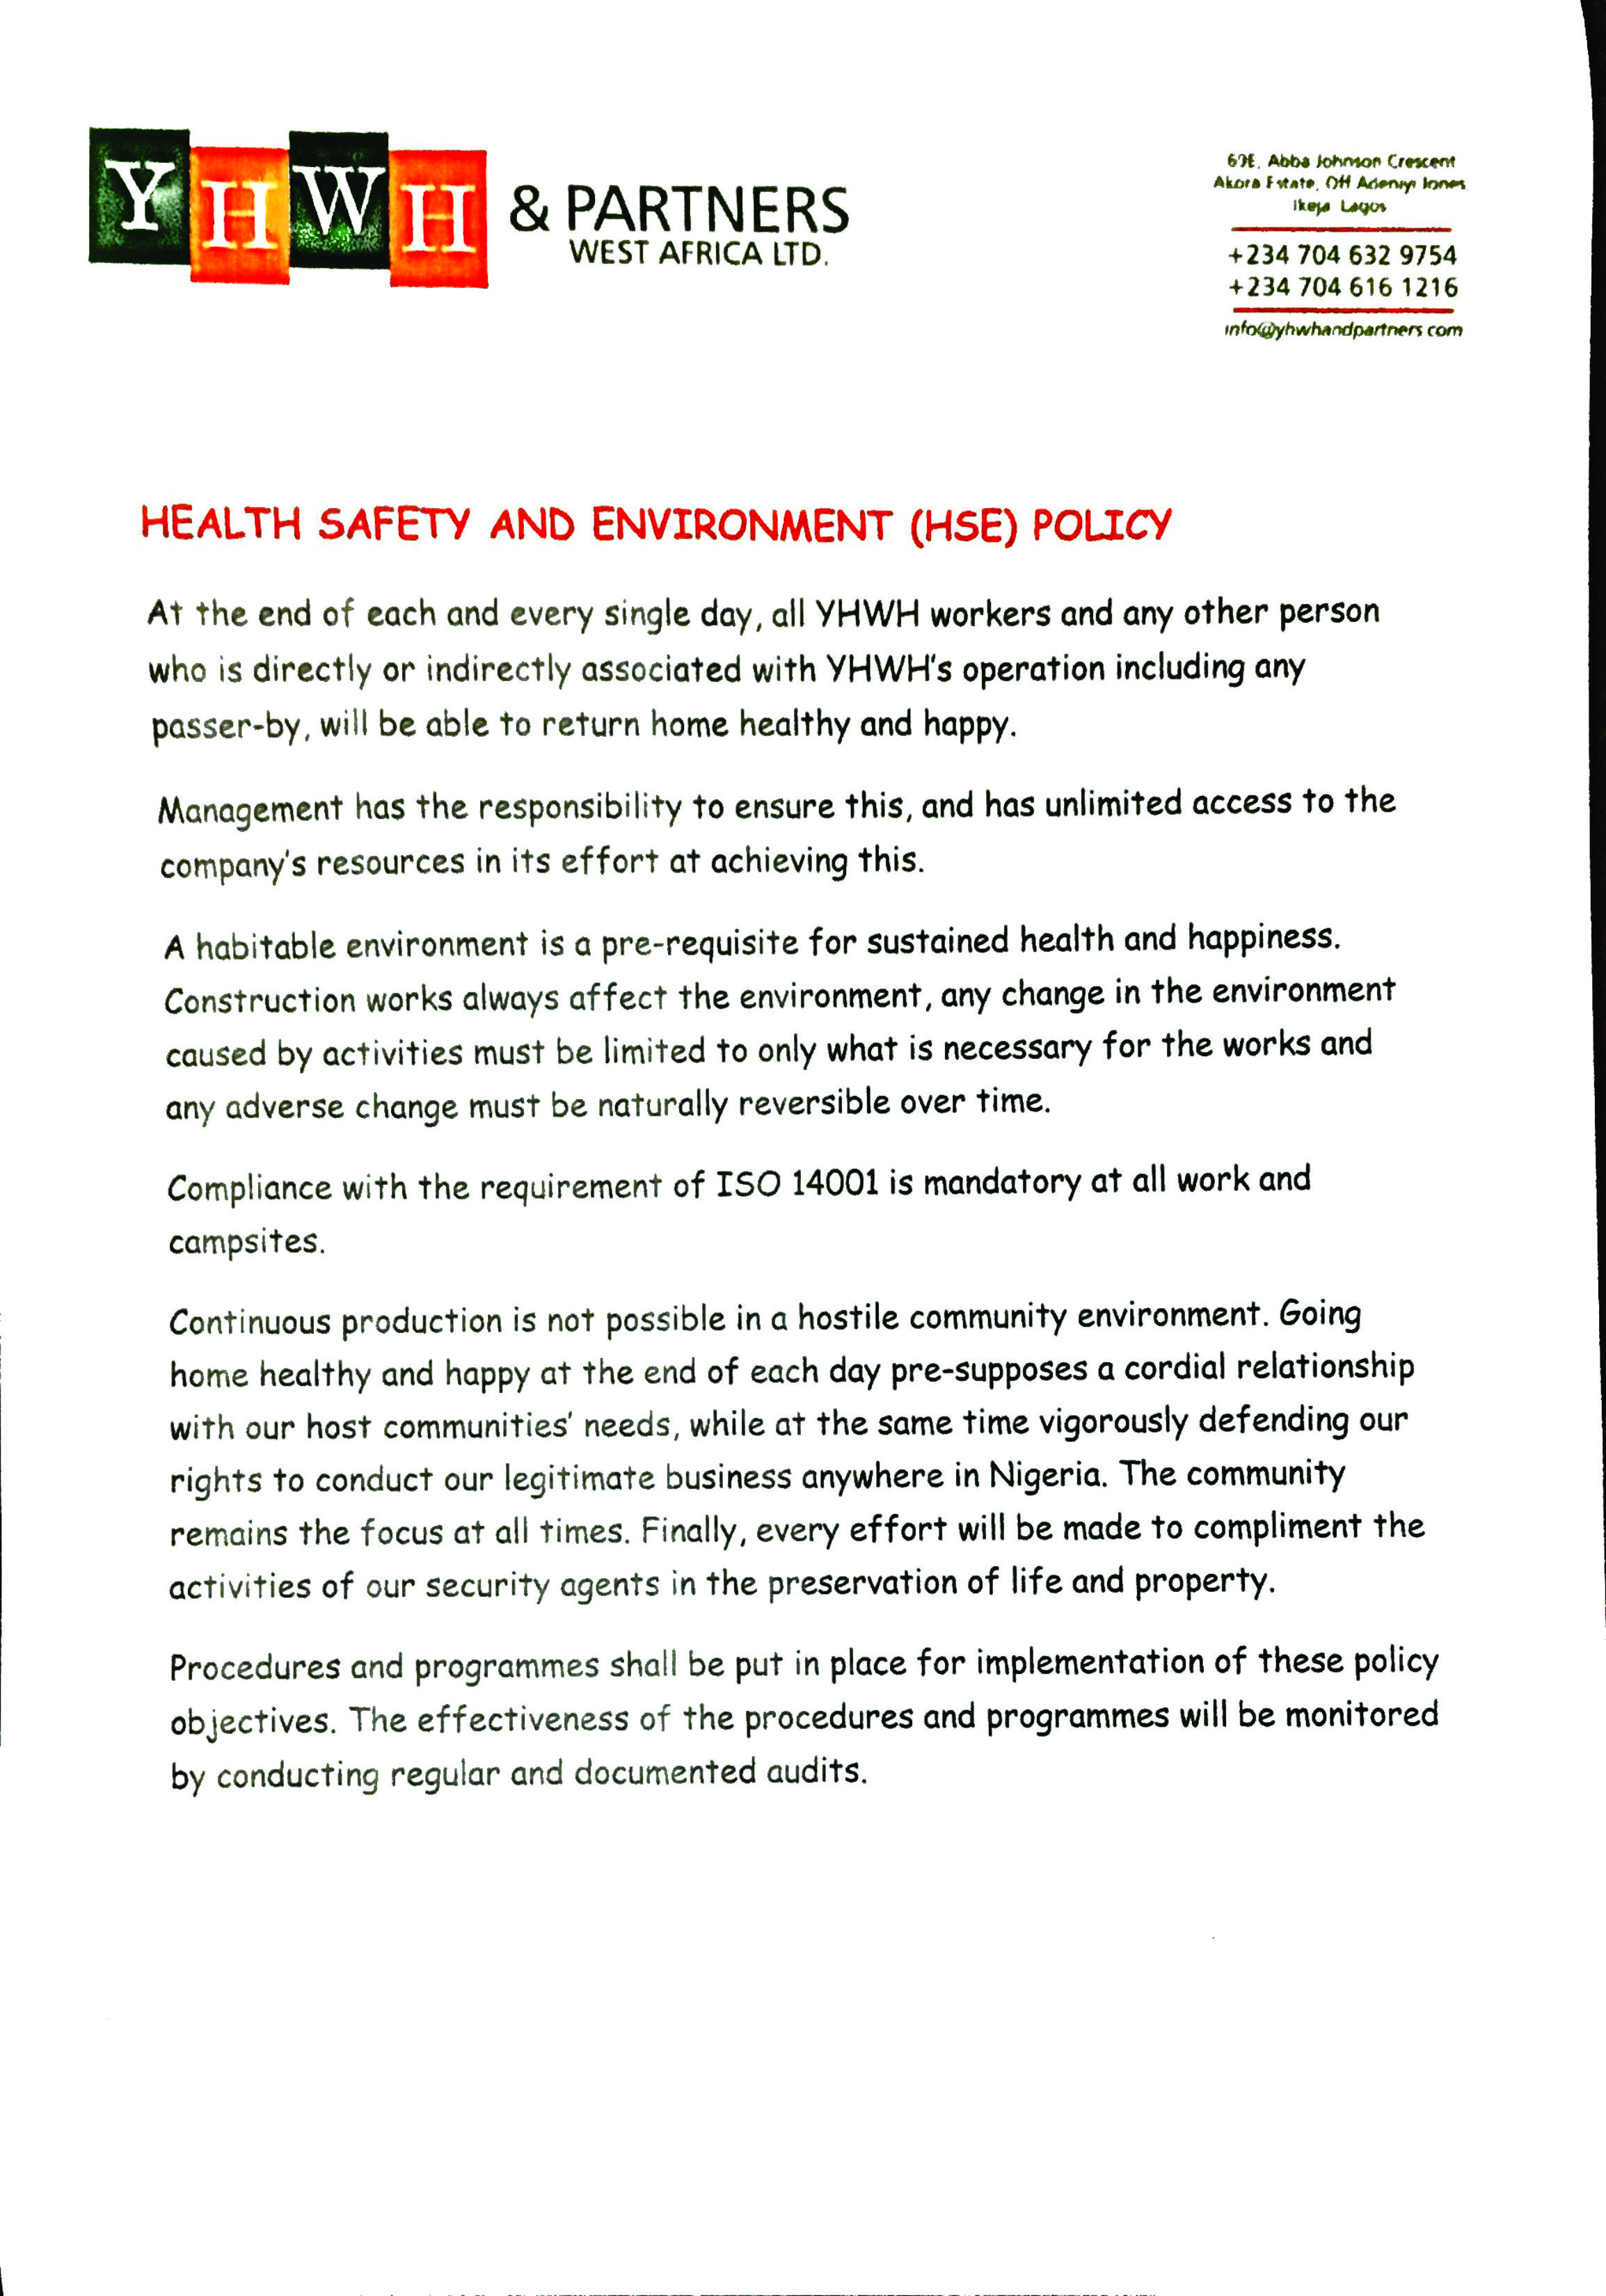 YHWH & PARTNERS
WEST AFRICA LTD.
Abba Johnson Crescent
Akora Estate, Off Adeniyi Jones,
Ikeja Lagos
+234 704 632 9754
+234 704 616 1216
info@yhwhandpartners.com
HEALTH SAFETY AND ENVIRONMENT (HSE) POLICY
At the end of each and every single day, all YHWH workers and any other person
who is directly or indirectly associated with YHWH's operation including any
passer-by, will be able to return home healthy and happy.
Management has the responsibility to ensure this, and has unlimited access to the
company's resources in its effort at achieving this.
A habitable environment is a pre-requisite for sustained health and happiness.
Construction works always affect the environment, any change in the environment
caused by activities must be limited to only what is necessary for the works and
any adverse change must be naturally reversible over time.
Compliance with the requirement of ISO 14001 is mandatory at all work and
campsites.
Continuous production is not possible in a hostile community environment. Going
home healthy and happy at the end of each day pre-supposes a cordial relationship
with our host communities' needs, while at the same time vigorously defending our
rights to conduct our legitimate business anywhere in Nigeria. The community
remains the focus at all times. Finally, every effort will be made to compliment the
activities of our security agents in the preservation of life and property.
Procedures and programmes shall be put in place for implementation of these policy
objectives. The effectiveness of the procedures and programmes will be monitored
by conducting regular and documented audits.